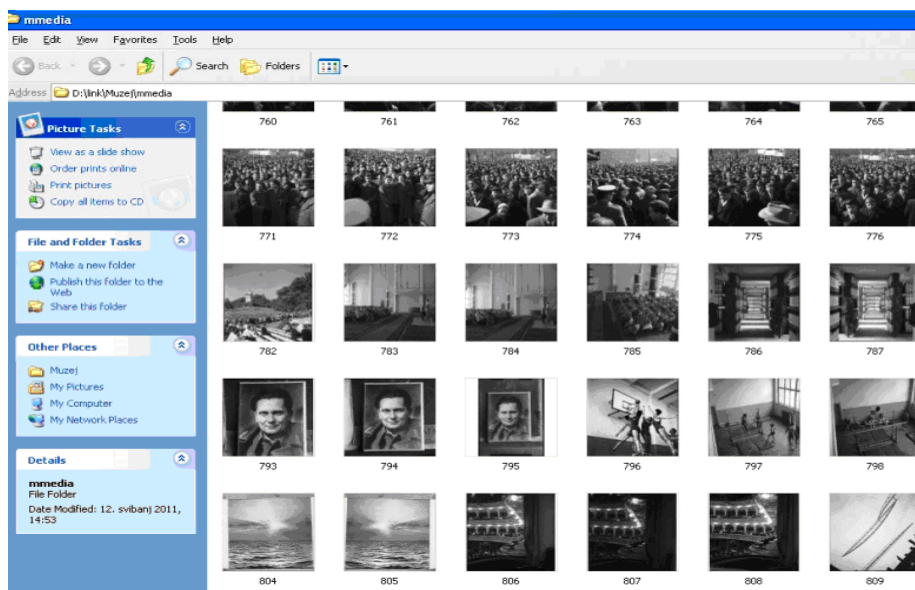 mmedia
File Edit View Favorites Tools Help
Back Search Folders
Address D:\link\Muzej\mmedia
Picture Tasks
View as a slide show
Order prints online
Print pictures
Copy all items to CD
File and Folder Tasks
Make a new folder
Publish this folder to the
Web
Share this folder
Other Places
Muzej
My Pictures
My Computer
My Network Places
Details
mmedia
File Folder
Date Modified: 12. svibanj 2011,
14:53
760 761 762 763 764 765
771 772 773 774 775 776
782 783 784 785 786 787
793 794 795 796 797 798
804 805 806 807 808 809